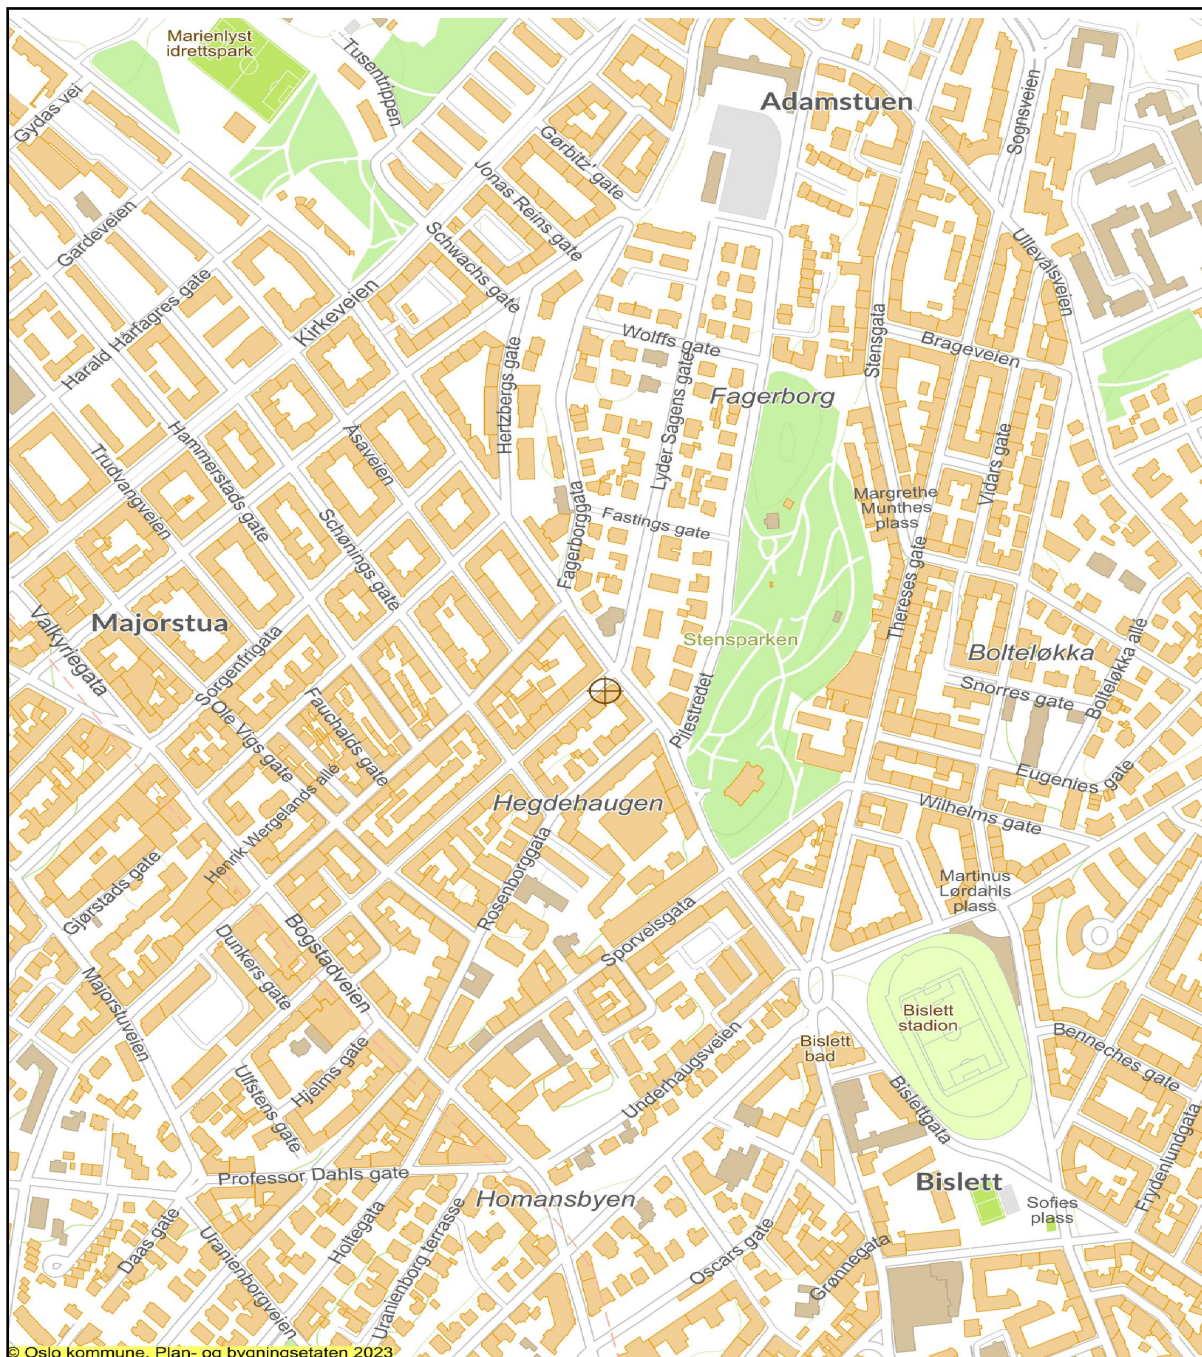 Marienlyst
idrettspark
Tusentrippen
Adamstuen
Gydas vei
Sognsveien
Gørbitz' gate
Jonas Reins gate
Gardeveien
Schwachs gate
Ullevålsveien
Harald Hårfagres gate
Kirkeveien
Wolffs gate
Stensgata
Brageveien
Hertzbergs gate
Lyder Sagens gate
Fagerborg
Hammerstads gate
Åsaveien
Trudvangveien
Vidars gate
Margrethe
Munthes
plass
Schønings gate
Fagerborggata
Fastings gate
Thereses gate
Valkyriegata
Majorstua
Sorgenfrigata
Stensparken
Bolteløkka
Bolteløkka allé
Snorres gate
Ole Vigs gate
Fauchalds gate
Pilestredet
Eugenies gate
Hegdehaugen
Wilhelms gate
Henrik Wergelands allé
Gjørstads gate
Rosenborggata
Martinus
Lørdahls
plass
Sporveisgata
Bogstadveien
Dunkers gate
Majorstuveien
Bislett
stadion
Bislett
bad
Benneches gate
Underhaugsveien
Hjelms gate
Ulfstens gate
Bislettgata
Professor Dahls gate
Homansbyen
Bislett
Sofies
plass
Frydenlundgata
Daas gate
Uranienborgveien
Holtegata
Uranienborg terrasse
Oscars gate
Grønnegata
© Oslo kommune, Plan- og bygningsetaten 2023